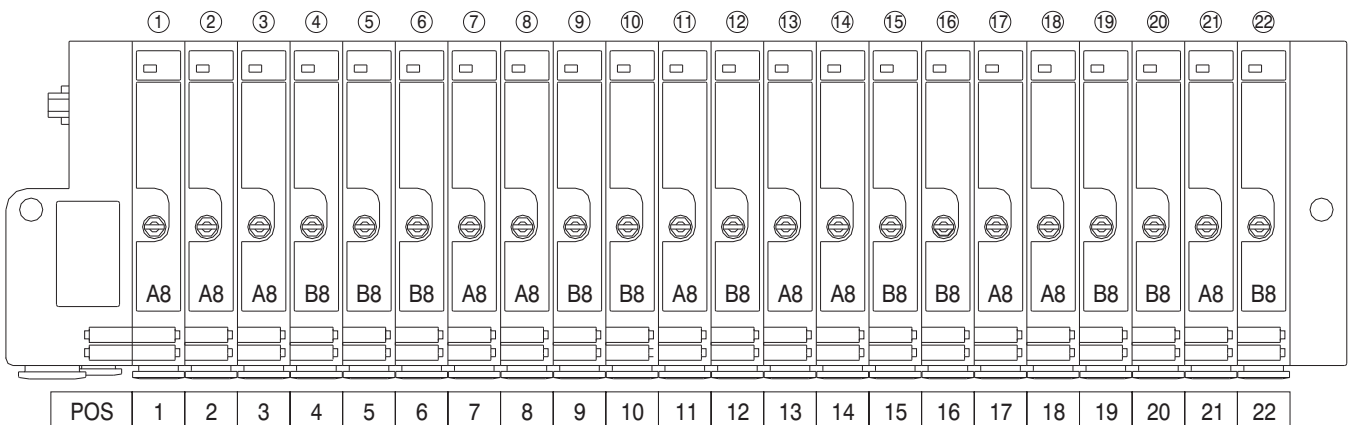 ① ② ③ ④ ⑤ ⑥ ⑦ ⑧ ⑨ ⑩ ⑪ ⑫ ⑬ ⑭ ⑮ ⑯ ⑰ ⑱ ⑲ ⑳ ㉑ ㉒
A8 A8 A8 B8 B8 B8 A8 A8 B8 B8 A8 B8 A8 A8 B8 B8 A8 A8 B8 B8 A8 B8
POS 1 2 3 4 5 6 7 8 9 10 11 12 13 14 15 16 17 18 19 20 21 22